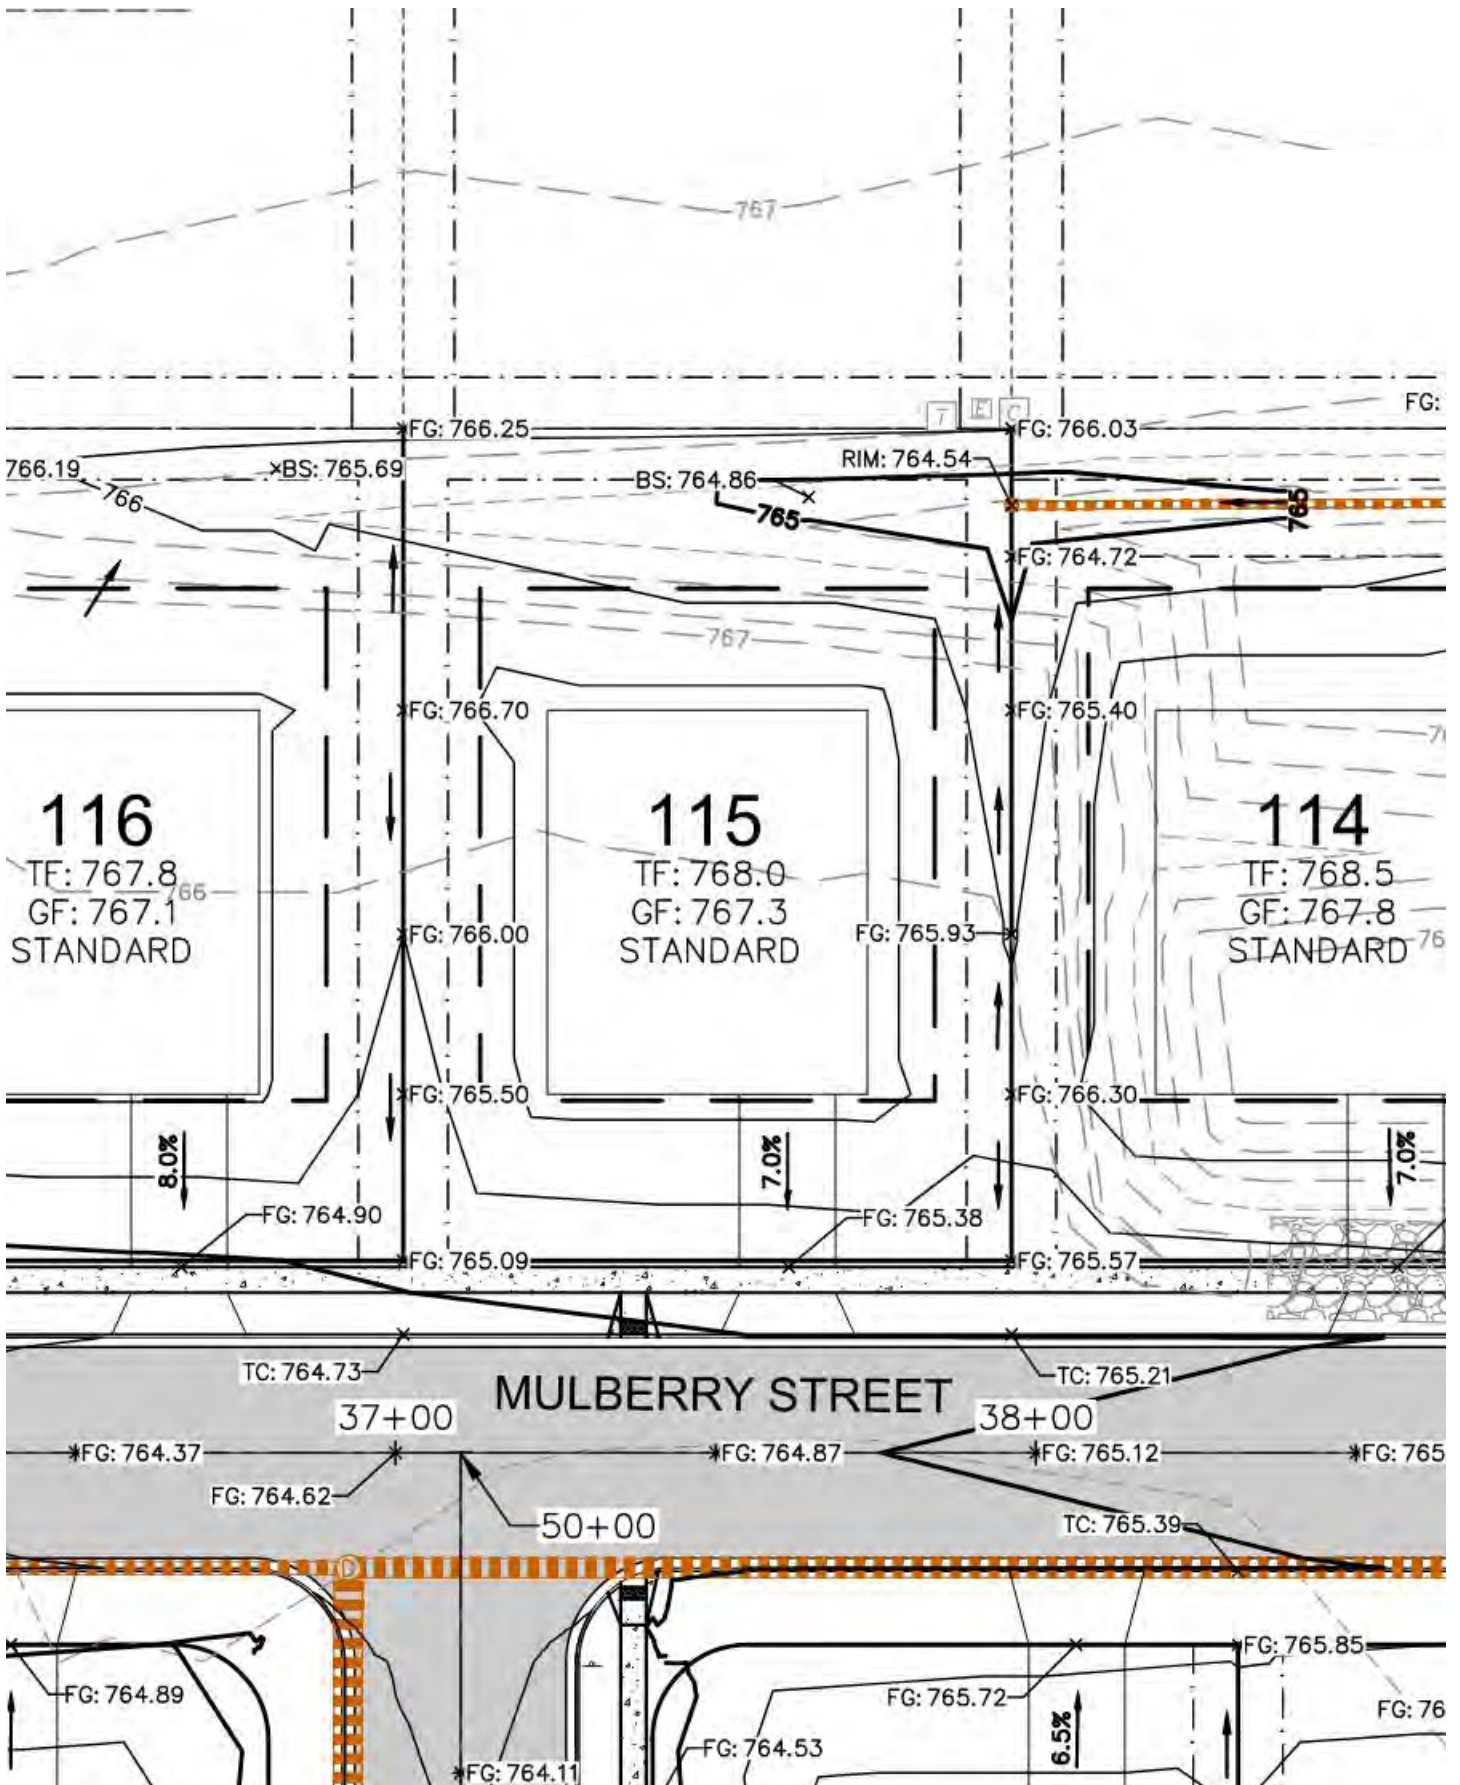 767
T E C
FG:
FG: 766.25
FG: 766.03
766.19
BS: 765.69
BS: 764.86
RIM: 764.54
766
765
765
FG: 764.72
767
FG: 766.70
FG: 765.40
116
TF: 767.8
GF: 767.1
STANDARD
766
115
TF: 768.0
GF: 767.3
STANDARD
114
TF: 768.5
GF: 767.8
STANDARD
76
FG: 766.00
FG: 765.93
FG: 765.50
FG: 766.30
8.0%
7.0%
7.0%
FG: 764.90
FG: 765.38
FG: 765.09
FG: 765.57
TC: 764.73
TC: 765.21
MULBERRY STREET
37+00
38+00
FG: 764.37
FG: 764.87
FG: 765.12
FG: 765
FG: 764.62
50+00
TC: 765.39
D
FG: 765.85
FG: 764.89
FG: 765.72
FG: 76
6.5%
FG: 764.53
FG: 764.11